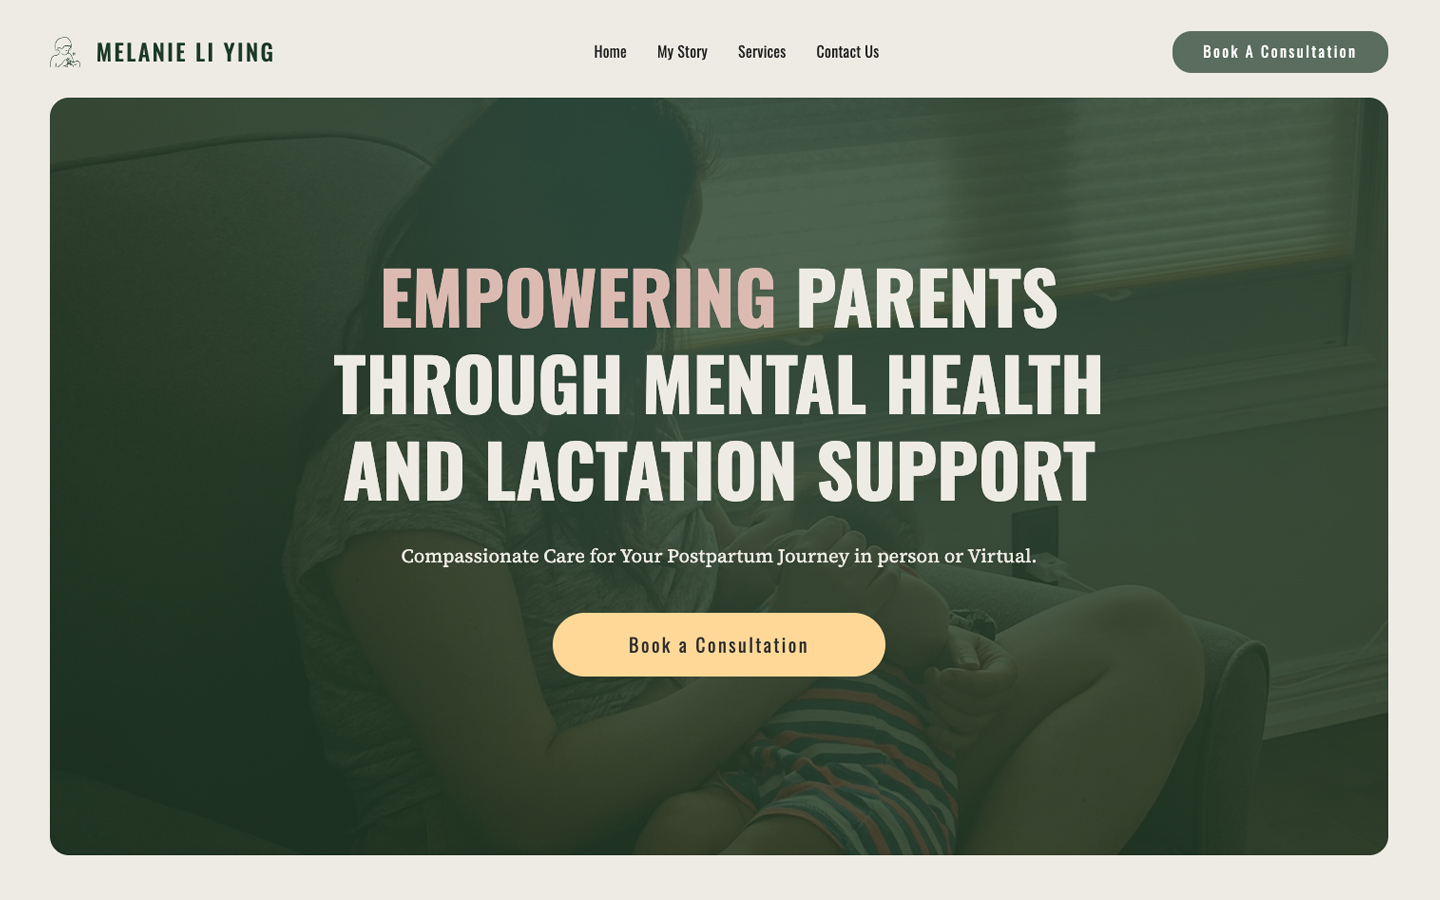 MELANIE LI YING
Home
My Story
Services
Contact Us
Book A Consultation
EMPOWERING PARENTS
THROUGH MENTAL HEALTH
AND LACTATION SUPPORT
Compassionate Care for Your Postpartum Journey in person or Virtual.
Book a Consultation